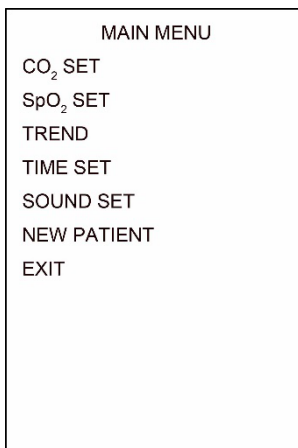 MAIN MENU
CO₂ SET
SpO₂ SET
TREND
TIME SET
SOUND SET
NEW PATIENT
EXIT